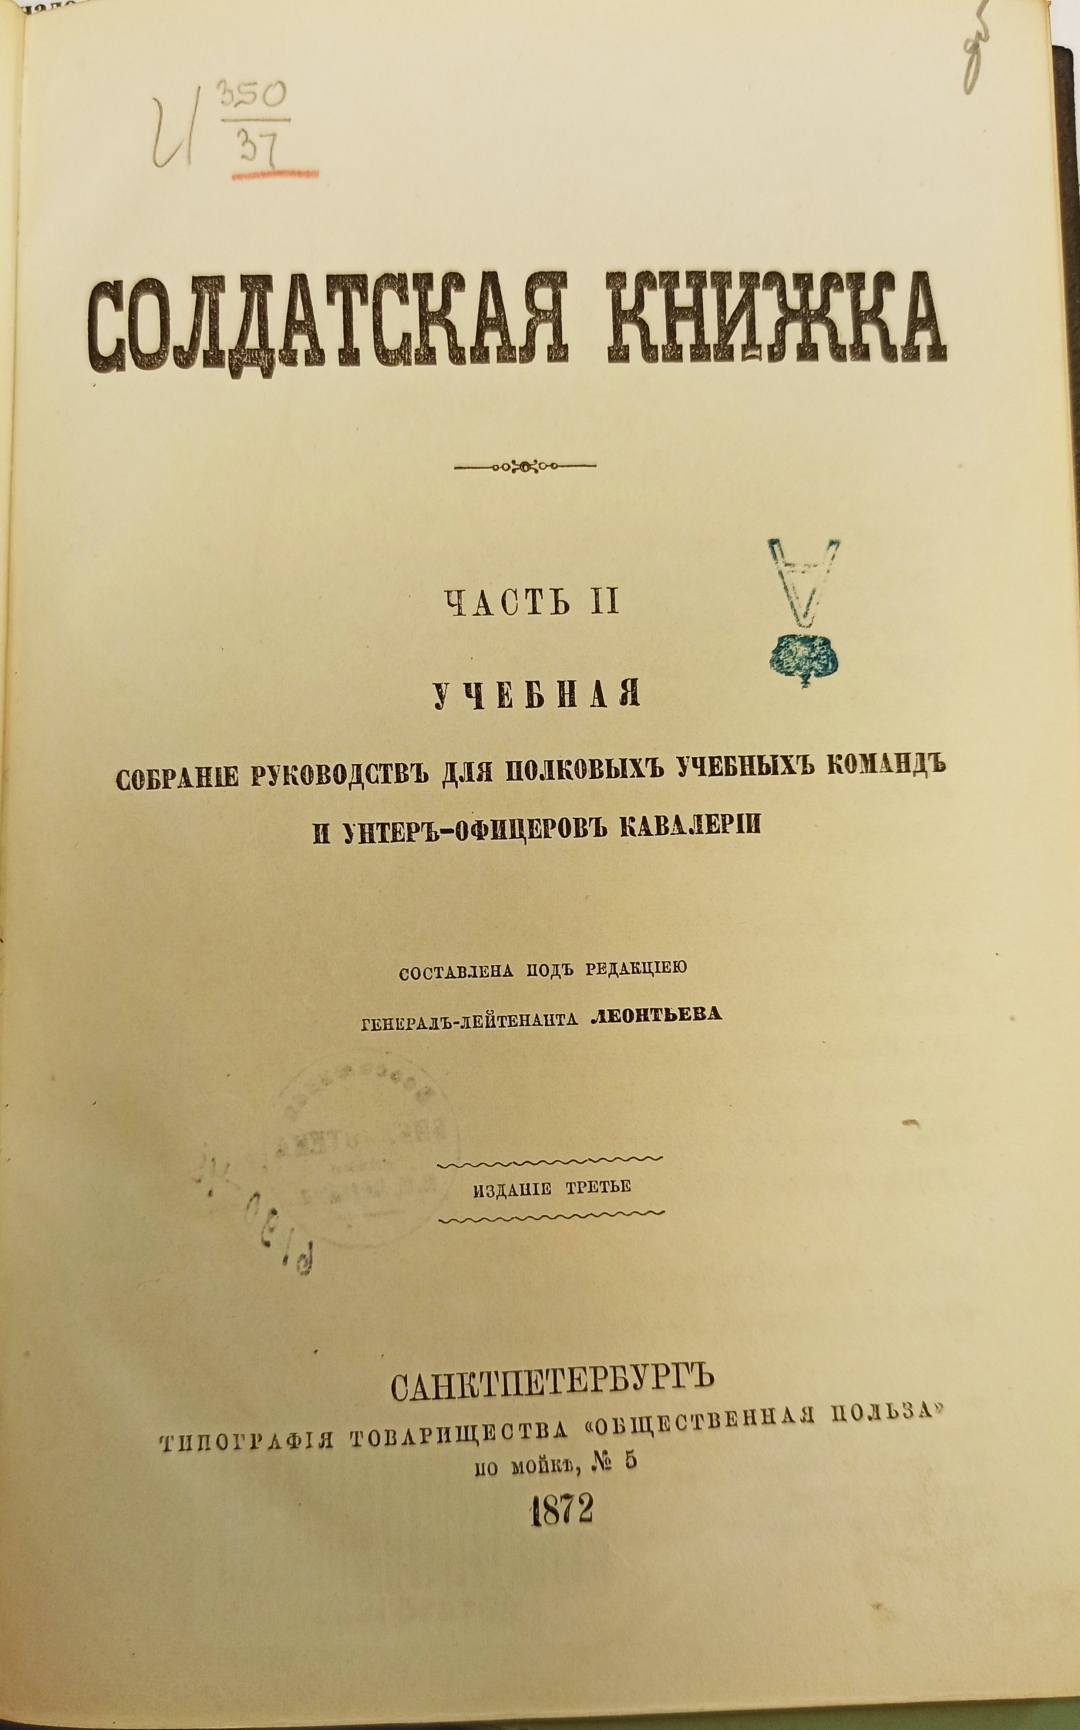 И 350
37
СОЛДАТСКАЯ КНИЖКА
ЧАСТЬ II
УЧЕБНАЯ
СОБРАНІЕ РУКОВОДСТВЪ ДЛЯ ПОЛКОВЫХЪ УЧЕБНЫХЪ КОМАНДЪ
И УНТЕРЪ-ОФИЦЕРОВЪ КАВАЛЕРІИ
СОСТАВЛЕНА ПОДЪ РЕДАКЦІЕЮ
ГЕНЕРАЛЪ-ЛЕЙТЕНАНТА ЛЕОНТЬЕВА
ИЗДАНІЕ ТРЕТЬЕ
САНКТПЕТЕРБУРГЪ
ТИПОГРАФІЯ ТОВАРИЩЕСТВА «ОБЩЕСТВЕННАЯ ПОЛЬЗА»
ПО МОЙКѢ, № 5
1872